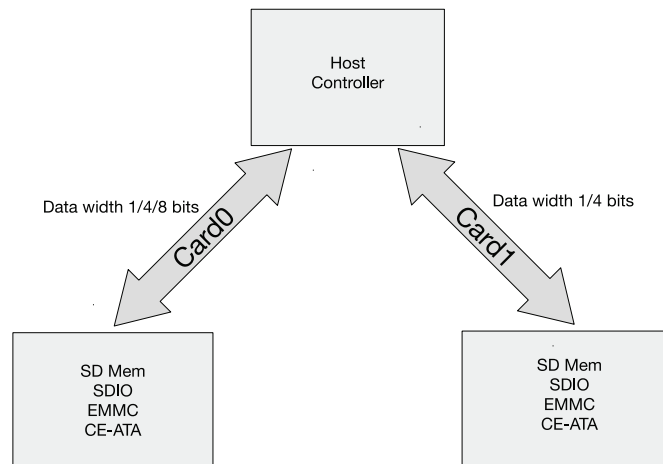 Host
Controller
Data width 1/4/8 bits
Card0
Card1
Data width 1/4 bits
SD Mem
SDIO
EMMC
CE-ATA
SD Mem
SDIO
EMMC
CE-ATA